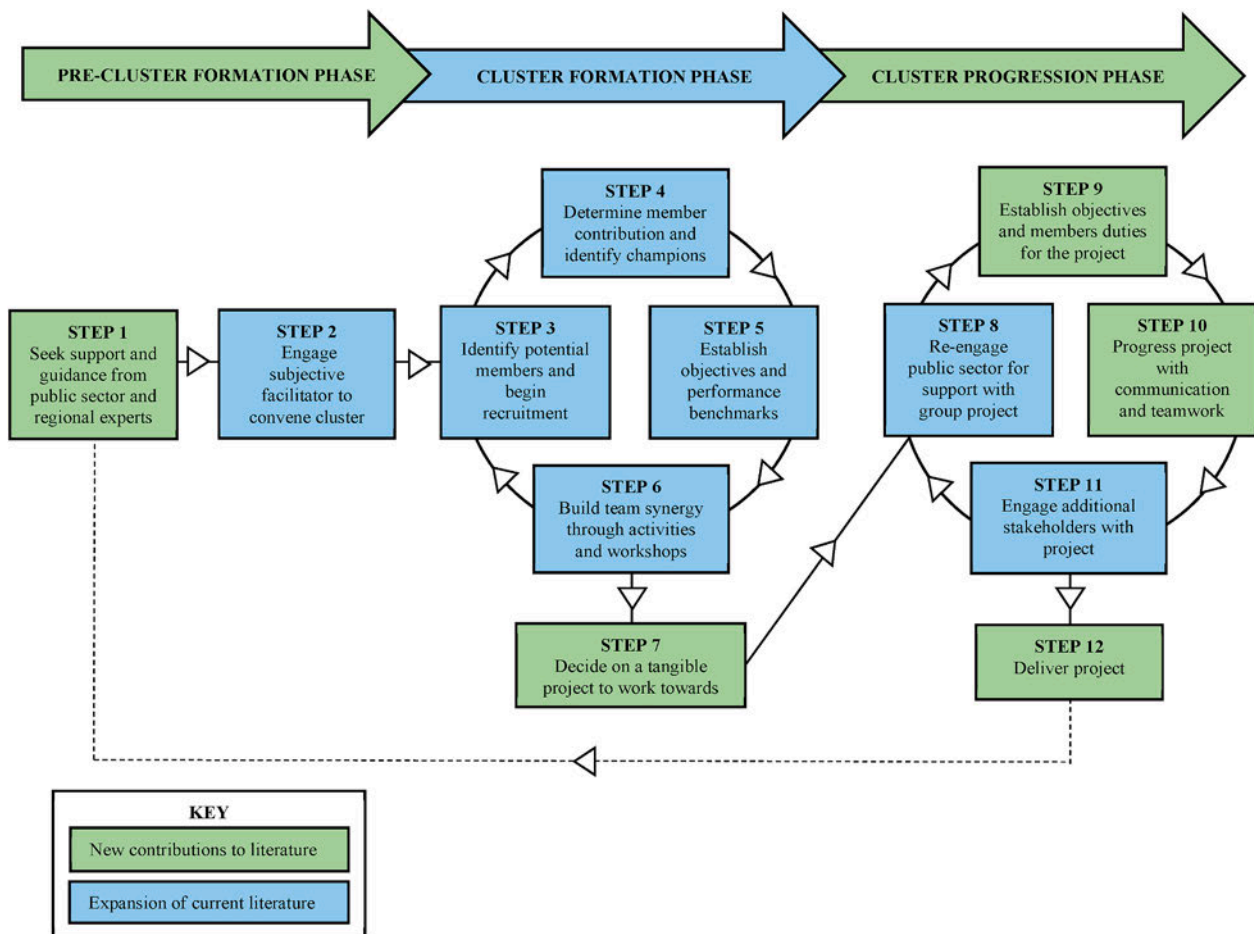 PRE-CLUSTER FORMATION PHASE
CLUSTER FORMATION PHASE
CLUSTER PROGRESSION PHASE
STEP 1
Seek support and
guidance from
public sector and
regional experts
STEP 2
Engage
subjective
facilitator to
convene cluster
STEP 3
Identify potential
members and
begin
recruitment
STEP 4
Determine member
contribution and
identify champions
STEP 5
Establish
objectives and
performance
benchmarks
STEP 6
Build team synergy
through activities
and workshops
STEP 7
Decide on a tangible
project to work towards
STEP 8
Re-engage
public sector for
support with
group project
STEP 9
Establish objectives
and members duties
for the project
STEP 10
Progress project
with
communication
and teamwork
STEP 11
Engage additional
stakeholders with
project
STEP 12
Deliver project
KEY
New contributions to literature
Expansion of current literature